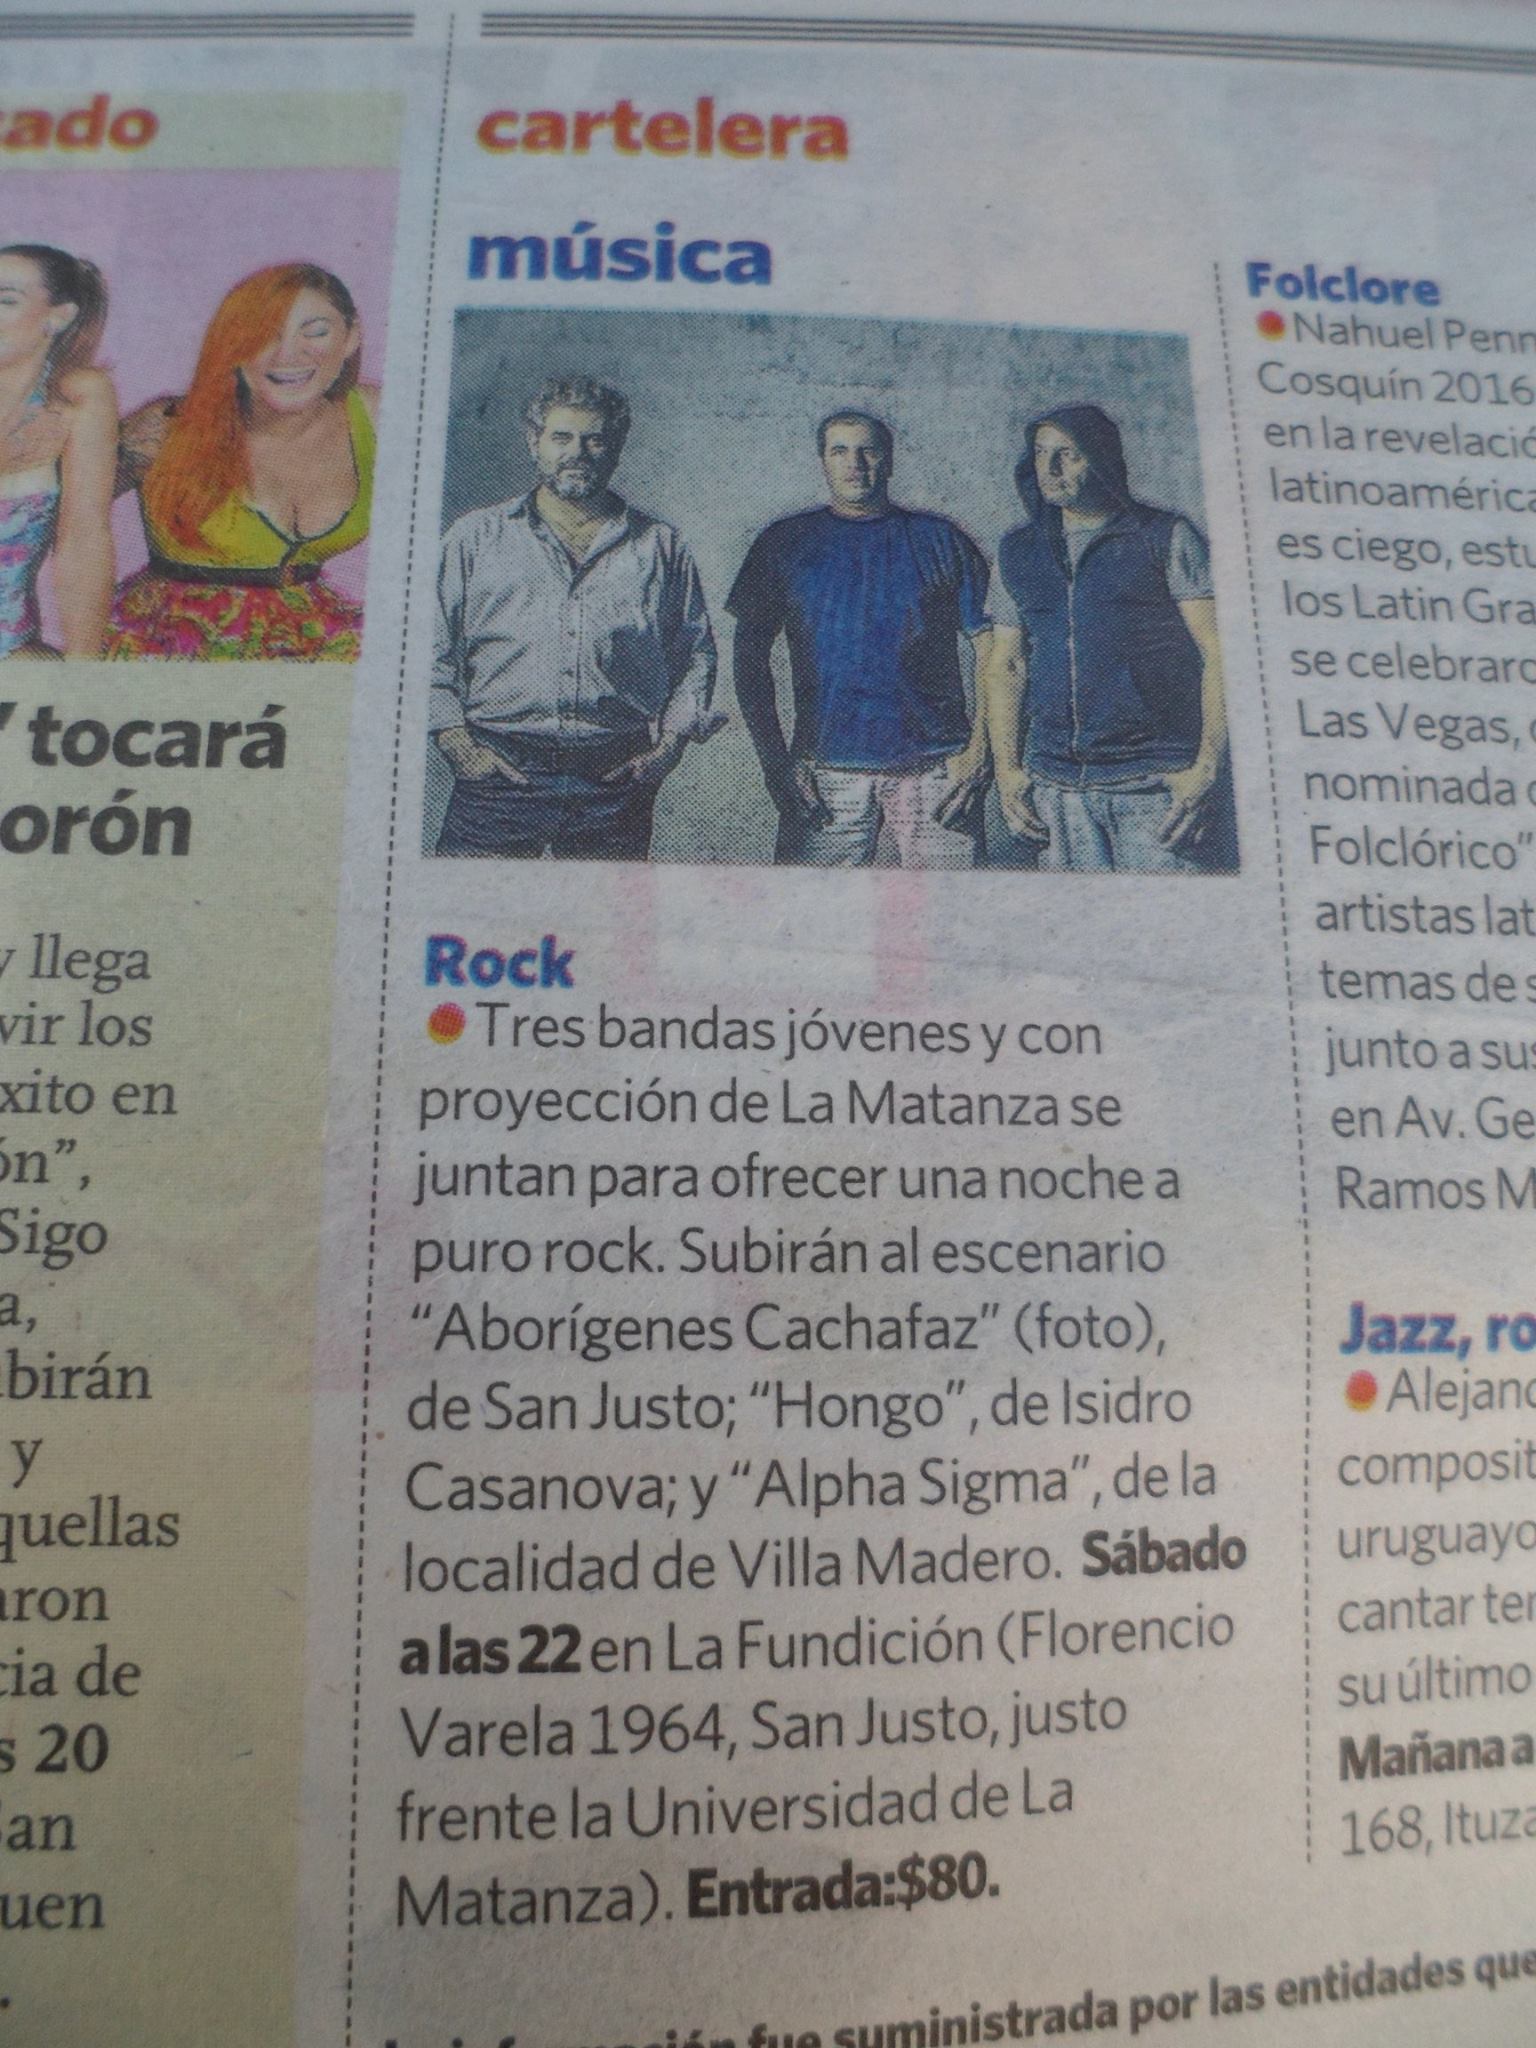 cado
tocará
orón
y llega
vir los
xito en
ón”,
Sigo
a,
birán
y
quellas
aron
cia de
s 20
San
uen
cartelera
música
Rock
Tres bandas jóvenes y con
proyección de La Matanza se
juntan para ofrecer una noche a
puro rock. Subirán al escenario
“Aborígenes Cachafaz” (foto),
de San Justo; “Hongo”, de Isidro
Casanova; y “Alpha Sigma”, de la
localidad de Villa Madero. Sábado
a las 22 en La Fundición (Florencio
Varela 1964, San Justo, justo
frente la Universidad de La
Matanza). Entrada:$80.
Folclore
Nahuel Penn
Cosquín 2016
en la revelació
latinoaméric
es ciego, estu
los Latin Gra
se celebraro
Las Vegas,
nominada
Folclórico”
artistas lat
temas de s
junto a sus
en Av. Ge
Ramos M
Jazz, ro
Alejand
composit
uruguayo
cantar te
su último
Mañana a
168, Ituza
información fue suministrada por las entidades que